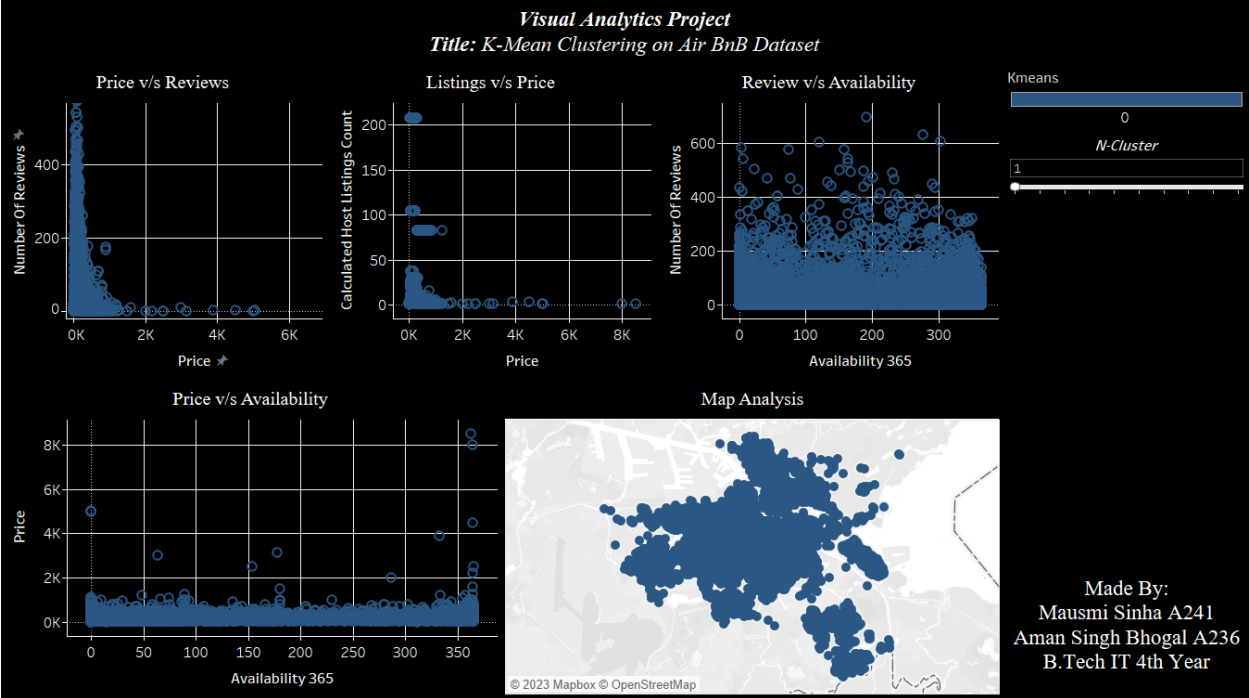 Visual Analytics Project
Title: K-Mean Clustering on Air BnB Dataset
Price v/s Reviews
Number Of Reviews
400
200
0
0K 2K 4K 6K
Price
Listings v/s Price
Calculated Host Listings Count
200
150
100
50
0
0K 2K 4K 6K 8K
Price
Review v/s Availability
Number Of Reviews
600
400
200
0
0 100 200 300
Availability 365
Kmeans
0
N-Cluster
1
Price v/s Availability
Price
8K
6K
4K
2K
0K
0 50 100 150 200 250 300 350
Availability 365
Map Analysis
© 2023 Mapbox © OpenStreetMap
Made By:
Mausmi Sinha A241
Aman Singh Bhogal A236
B.Tech IT 4th Year